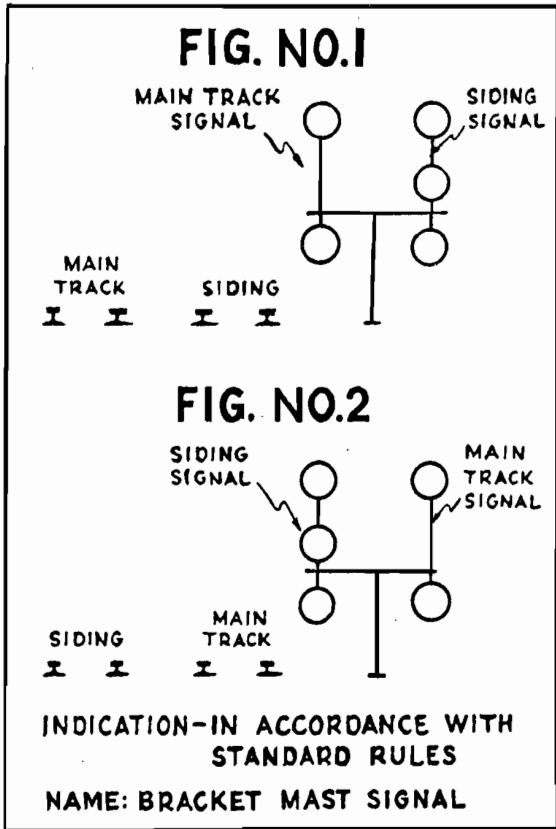 FIG. NO.1
MAIN TRACK
SIGNAL
SIDING
SIGNAL
MAIN
TRACK
SIDING
FIG. NO.2
SIDING
SIGNAL
MAIN
TRACK
SIGNAL
SIDING
MAIN
TRACK
INDICATION-IN ACCORDANCE WITH
STANDARD RULES
NAME: BRACKET MAST SIGNAL